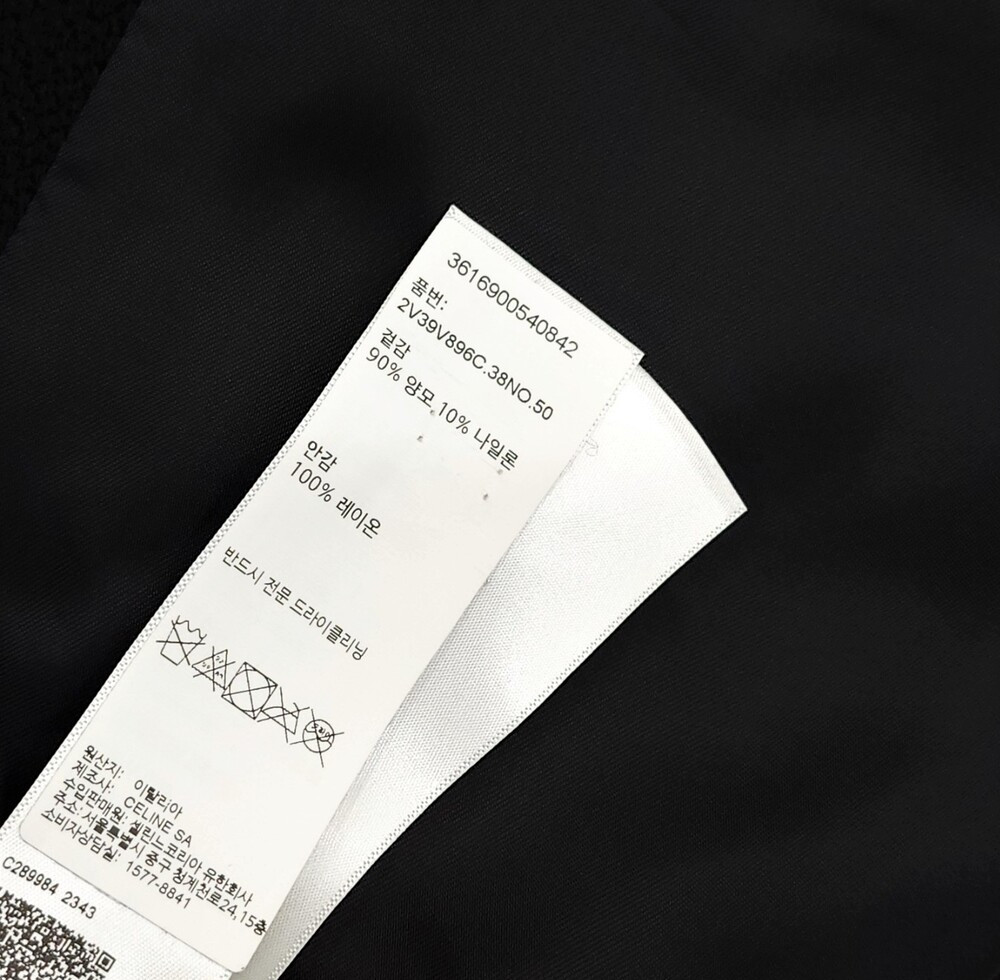 3616900540842
품번:
2V39V896C.38NO.50
겉감
90% 양모 10% 나일론
안감
100% 레이온
반드시 전문 드라이클리닝
원산지: 이탈리아
제조사: CELINE SA
수입판매원: 셀린느코리아 유한회사
주소:서울특별시 중구 청계천로24,15층
소비자상담실: 1577-8841
C289984 2343